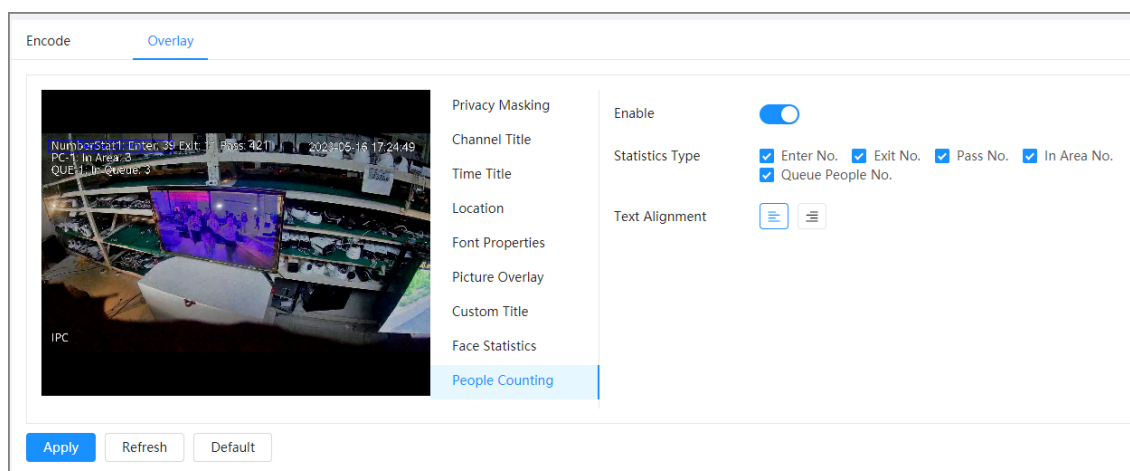 Encode
Overlay
NumberStat1: Enter: 39 Exit: Pass: 421
2023-05-16 17:24:49
PC-1: In Area: 3
QUE-1: In Queue: 3
IPC
Privacy Masking
Channel Title
Time Title
Location
Font Properties
Picture Overlay
Custom Title
Face Statistics
People Counting
Enable
Statistics Type
Enter No. Exit No. Pass No. In Area No.
Queue People No.
Text Alignment
Apply Refresh Default